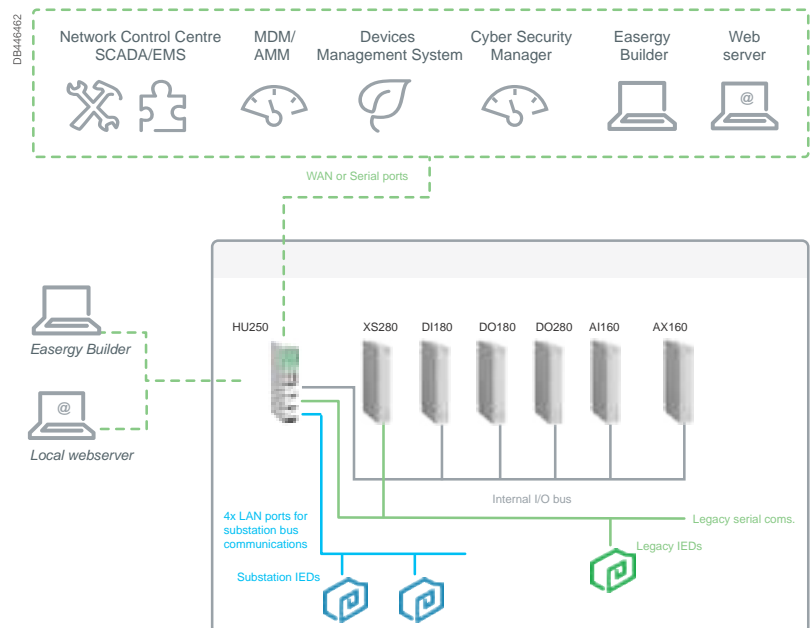 DB446462
Network Control Centre
SCADA/EMS
MDM/
AMM
Devices
Management System
Cyber Security
Manager
Easergy
Builder
Web
server
@
WAN or Serial ports
HU250
XS280
DI180
DO180
DO280
AI160
AX160
Easergy Builder
@
Local webserver
Internal I/O bus
4x LAN ports for
substation bus
communications
Legacy serial coms.
Legacy IEDs
Substation IEDs